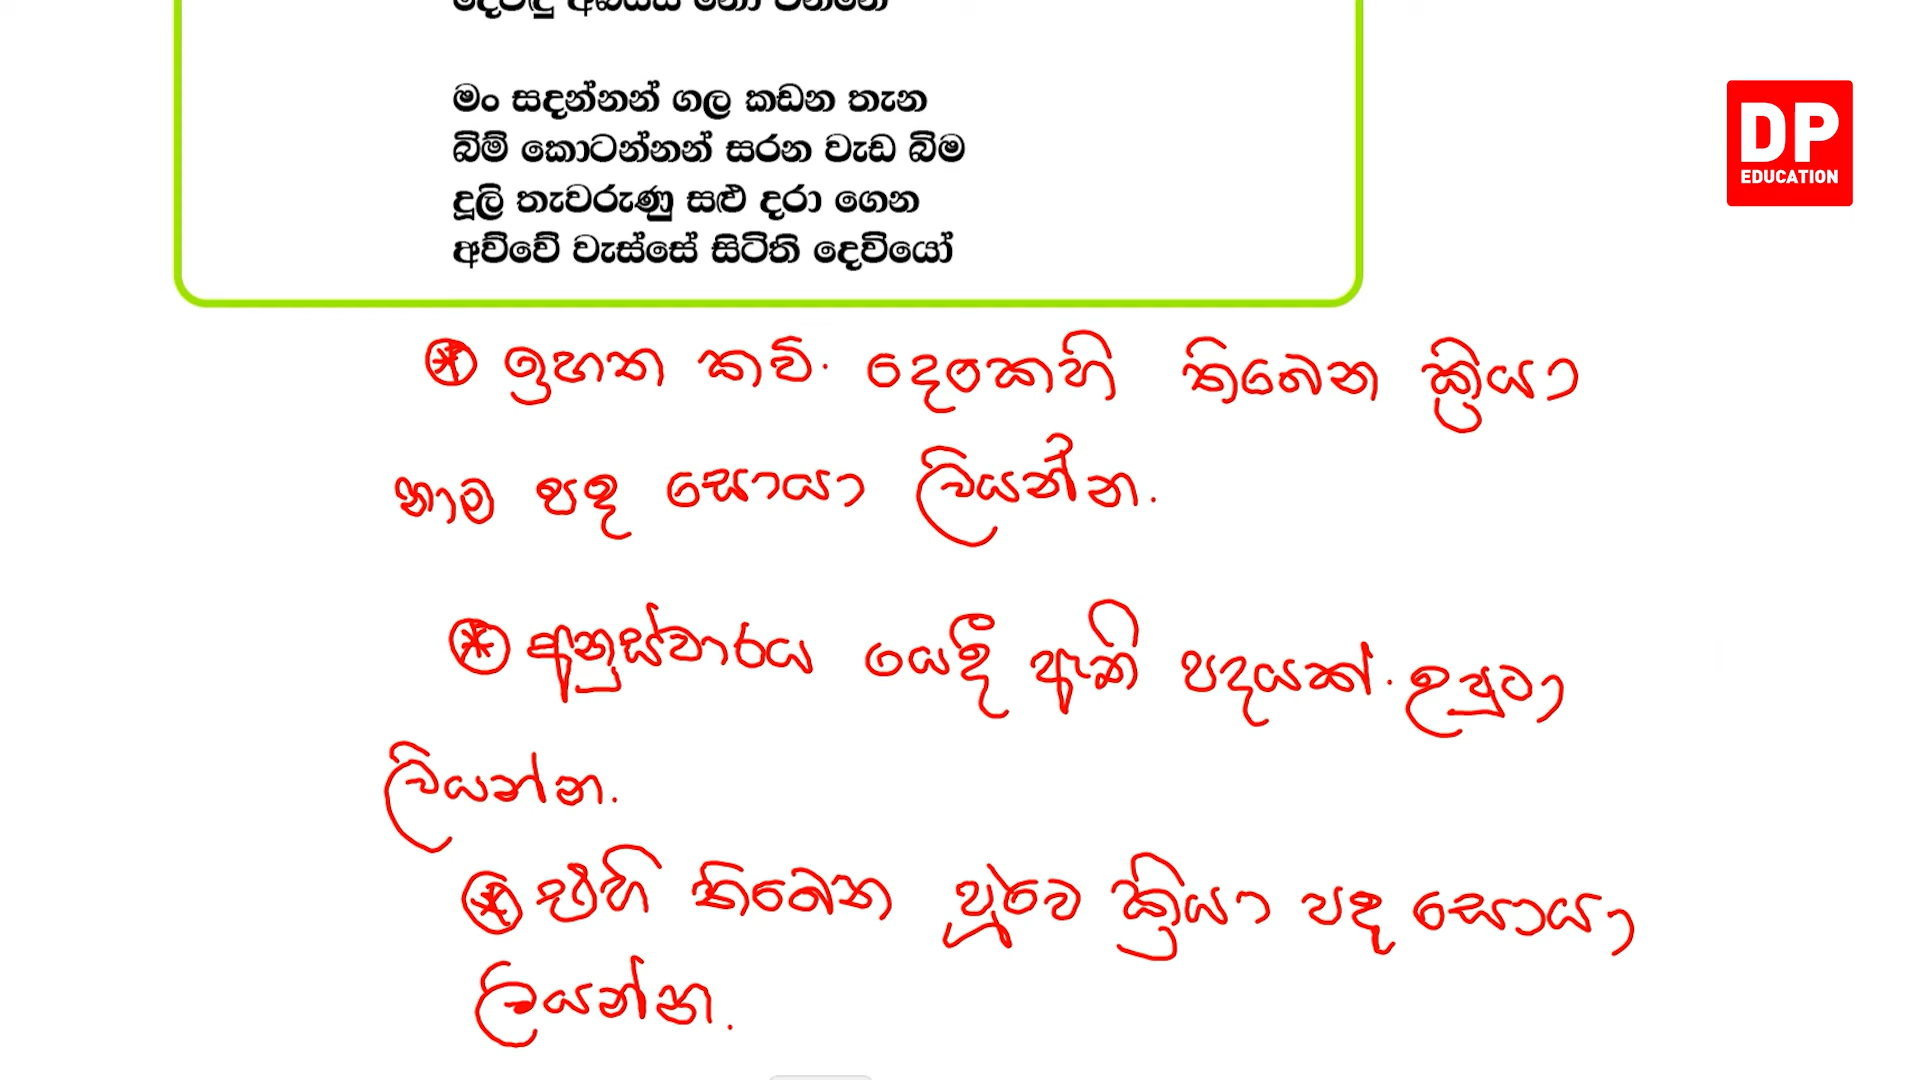 මං සදන්නන් ගල කඩන තැන
බිම් කොටන්නන් සරන වැඩ බිම
දූලි තැවරුණු සළු දරා ගෙන
අව්වේ වැස්සේ සිටිති දෙවියෝ
DP
EDUCATION
ඉහත කවි දෙකෙහි තිබෙන ක්‍රියා
නාම පද සොයා ලියන්න.
අනුස්වාරය යෙදී ඇති පදයක් උපුටා
ලියන්න.
එහි තිබෙන පූර්ව ක්‍රියා පද සොයා
ලියන්න.